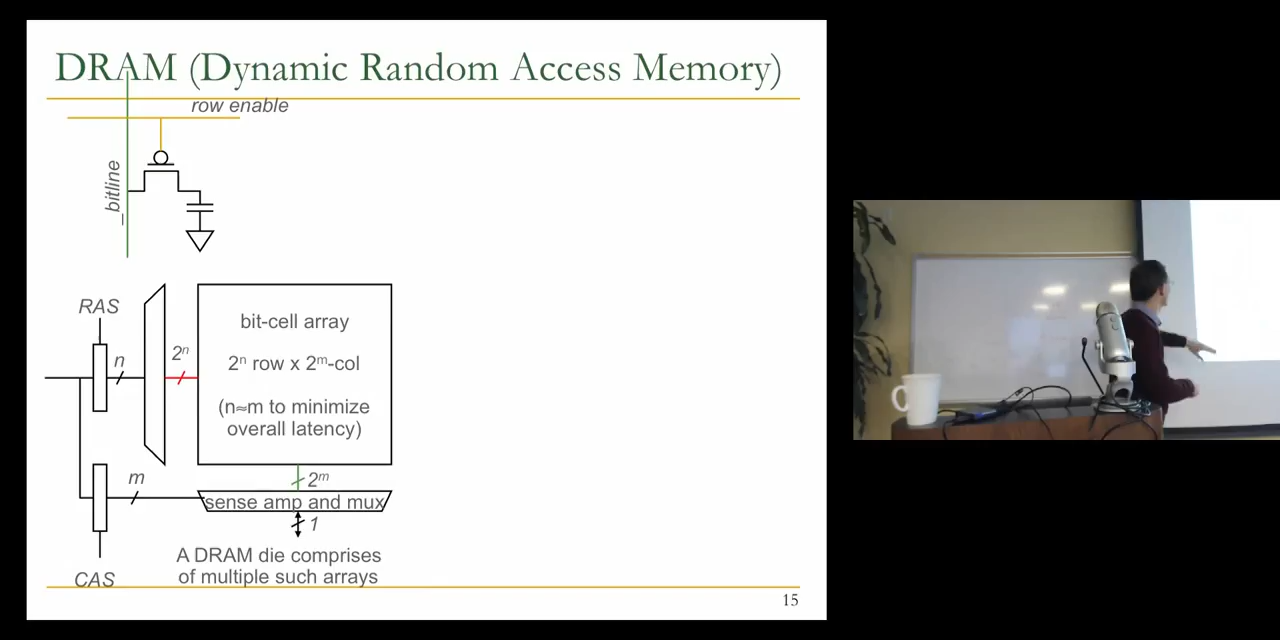 DRAM (Dynamic Random Access Memory)
row enable
_bitline
RAS
n
2ⁿ
bit-cell array
2ⁿ row x 2ᵐ-col
(n≈m to minimize
overall latency)
m
2ᵐ
sense amp and mux
1
A DRAM die comprises
of multiple such arrays
CAS
15